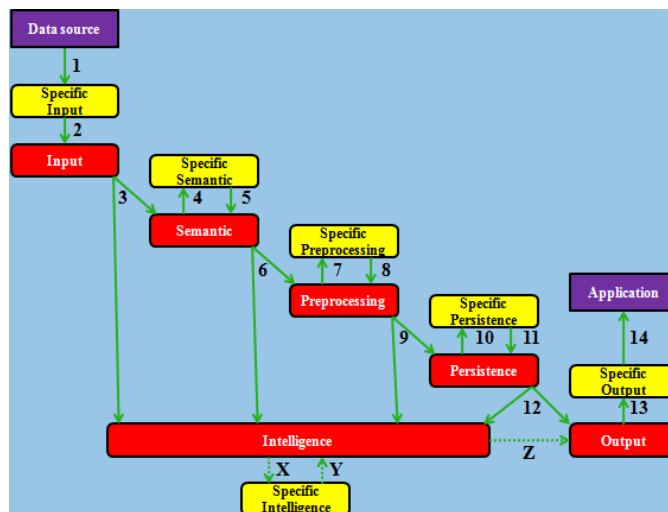 Data source
1
Specific
Input
2
Input
3
Specific
Semantic
4
5
Semantic
6
Specific
Preprocessing
7
8
Preprocessing
9
Specific
Persistence
10
11
Persistence
12
Application
14
Specific
Output
13
Output
Intelligence
Z
X
Y
Specific
Intelligence